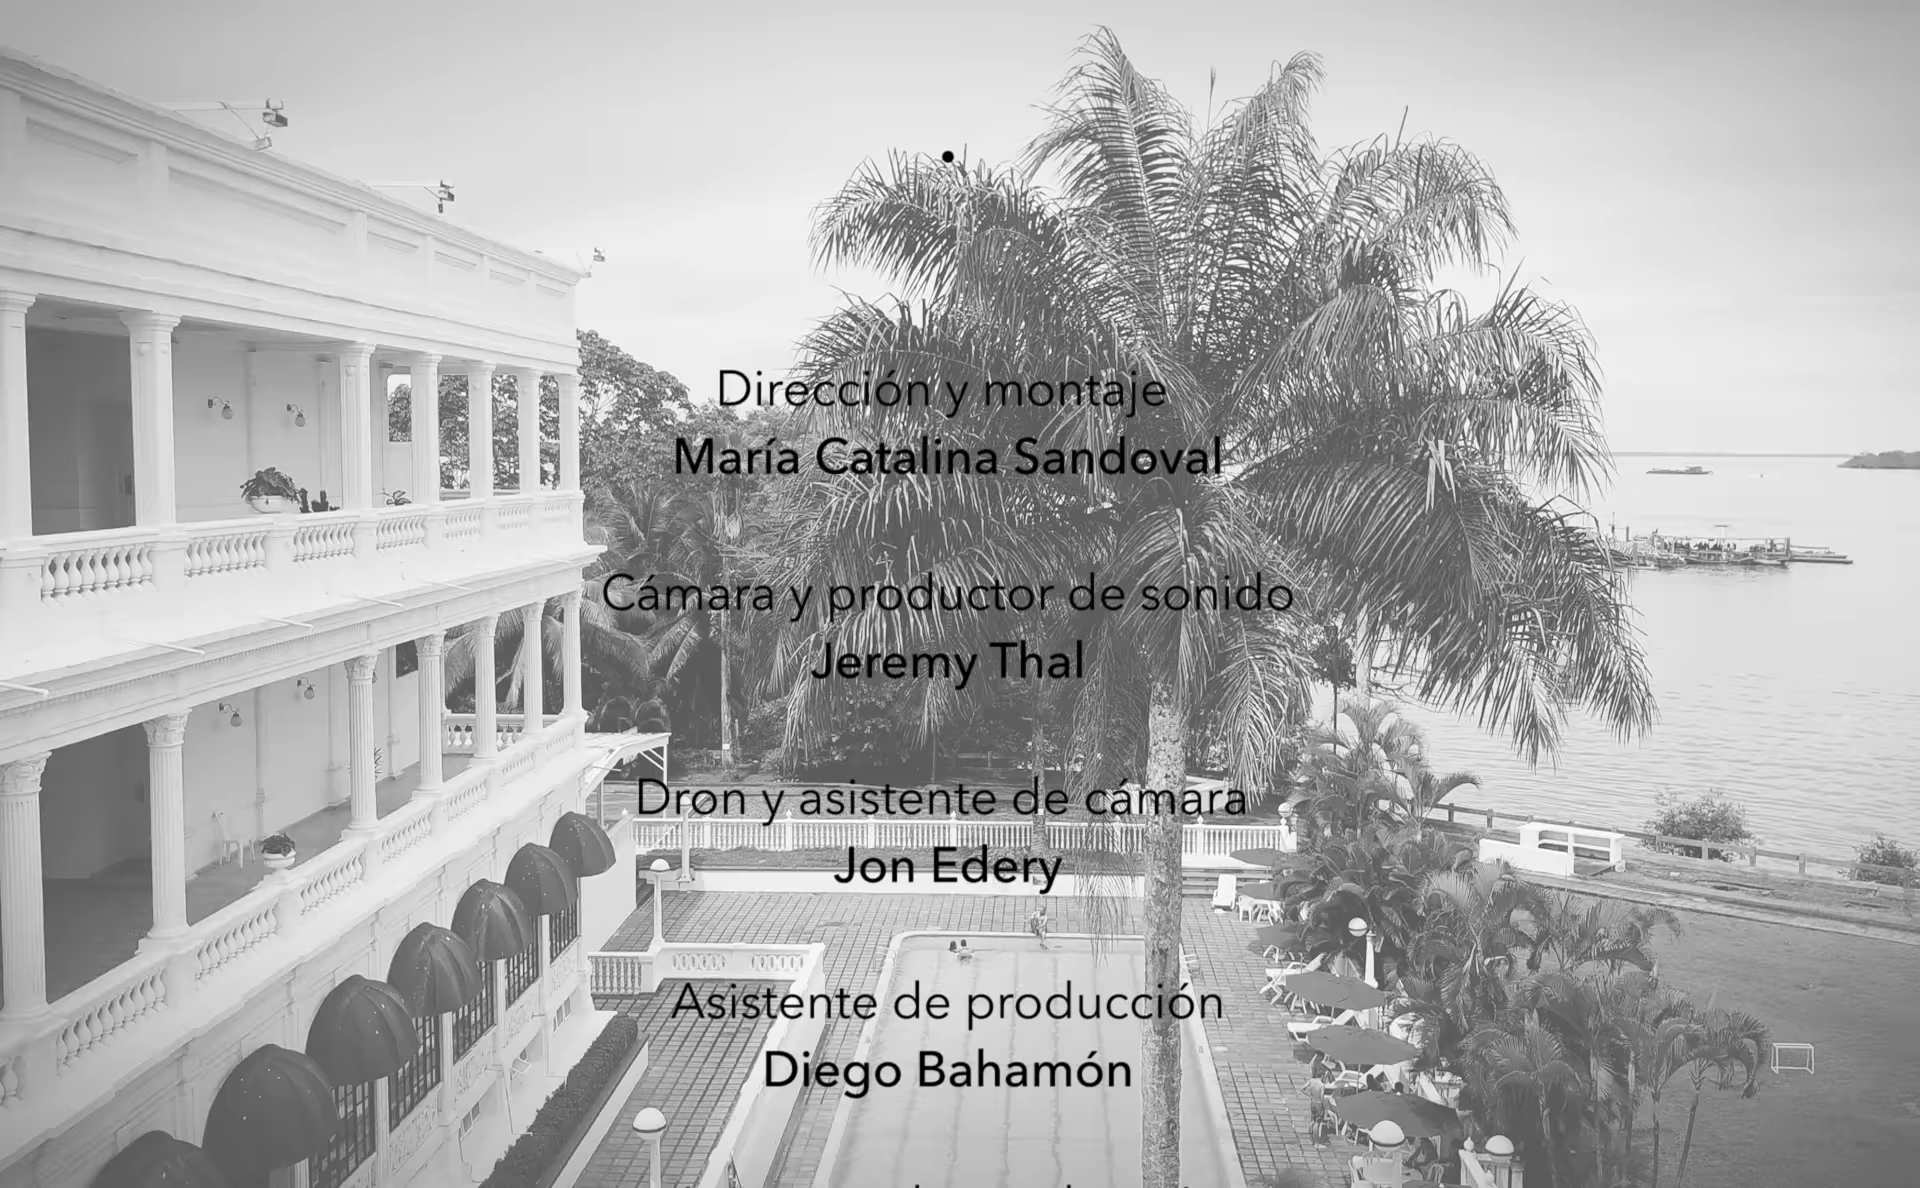 Dirección y montaje
María Catalina Sandoval
Cámara y productor de sonido
Jeremy Thal
Dron y asistente de cámara
Jon Edery
Asistente de producción
Diego Bahamón